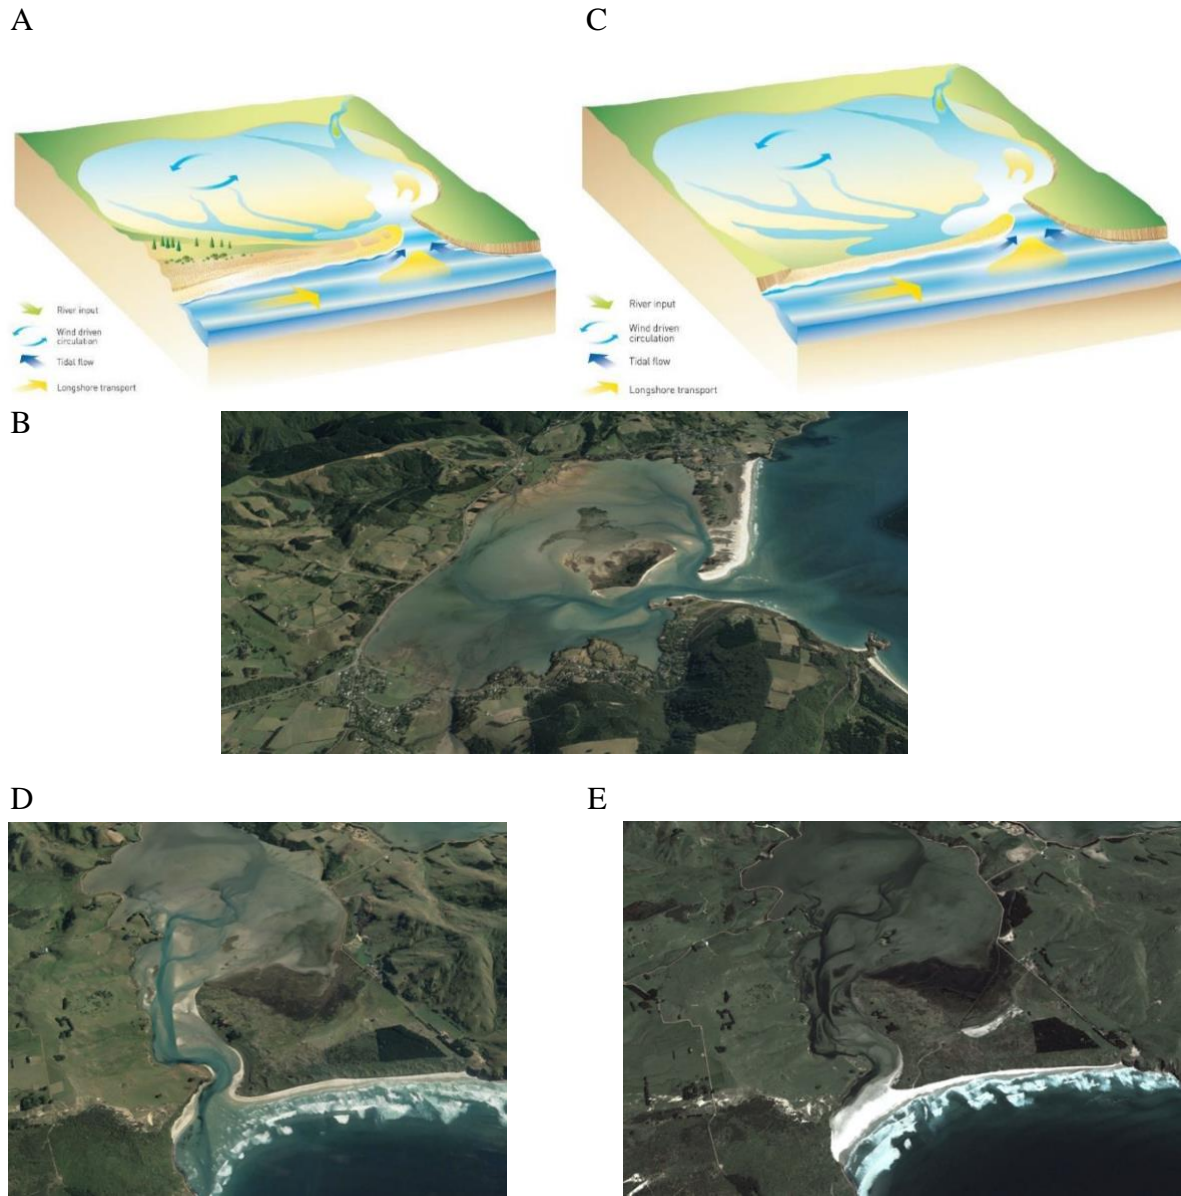 A
C
River input
Wind driven
circulation
Tidal flow
Longshore transport
River input
Wind driven
circulation
Tidal flow
Longshore transport
B
D
E